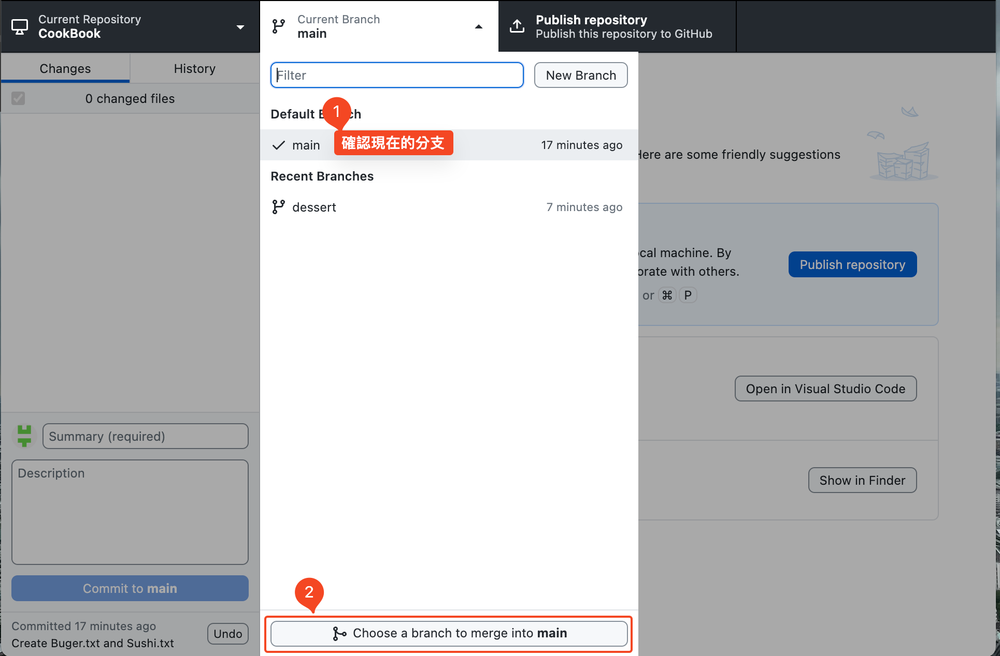 Current Repository
CookBook
Current Branch
main
Publish repository
Publish this repository to GitHub
Changes
History
0 changed files
Filter
New Branch
1
Default B ch
確認現在的分支
main
17 minutes ago
Recent Branches
dessert
7 minutes ago
Here are some friendly suggestions
cal machine. By
orate with others.
or ⌘ P
Publish repository
Open in Visual Studio Code
Show in Finder
Summary (required)
Description
Commit to main
Committed 17 minutes ago
Create Buger.txt and Sushi.txt
Undo
2
Choose a branch to merge into main